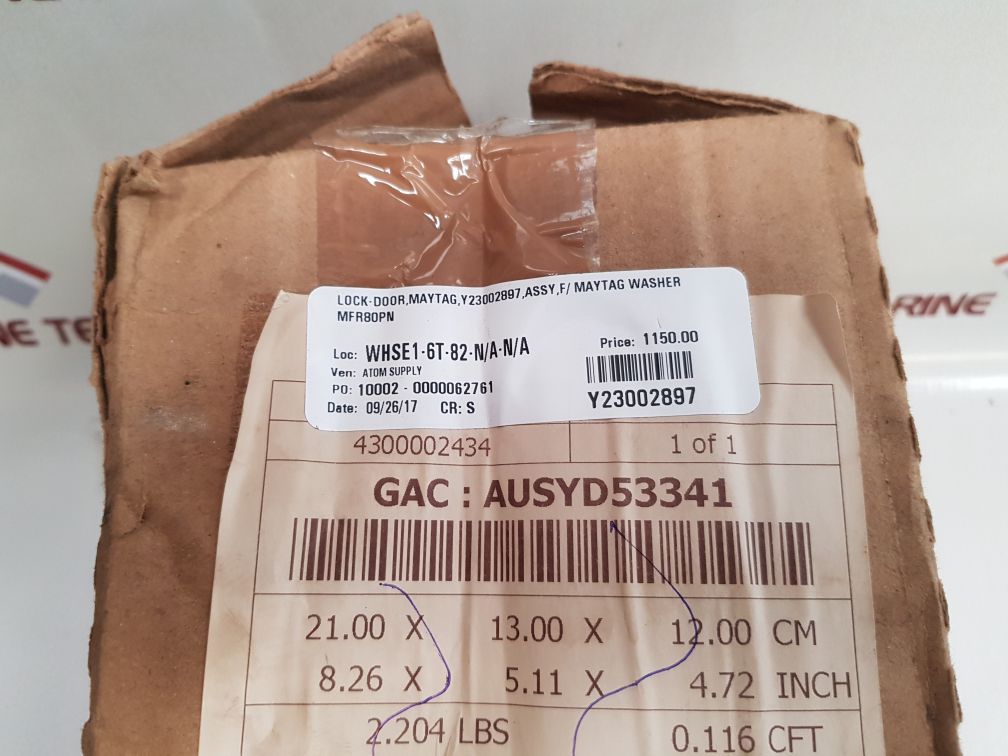 LOCK-DOOR,MAYTAG,Y23002897,ASSY,F/ MAYTAG WASHER
MFR80PN
Loc: WHSE1-6T-82-N/A-N/A
Price: 1150.00
Ven: ATOM SUPPLY
PO: 10002 - 0000062761
Y23002897
Date: 09/26/17 CR: S
4300002434 1 of 1
GAC : AUSYD53341
21.00 X 13.00 X 12.00 CM
8.26 X 5.11 X 4.72 INCH
2.204 LBS 0.116 CFT